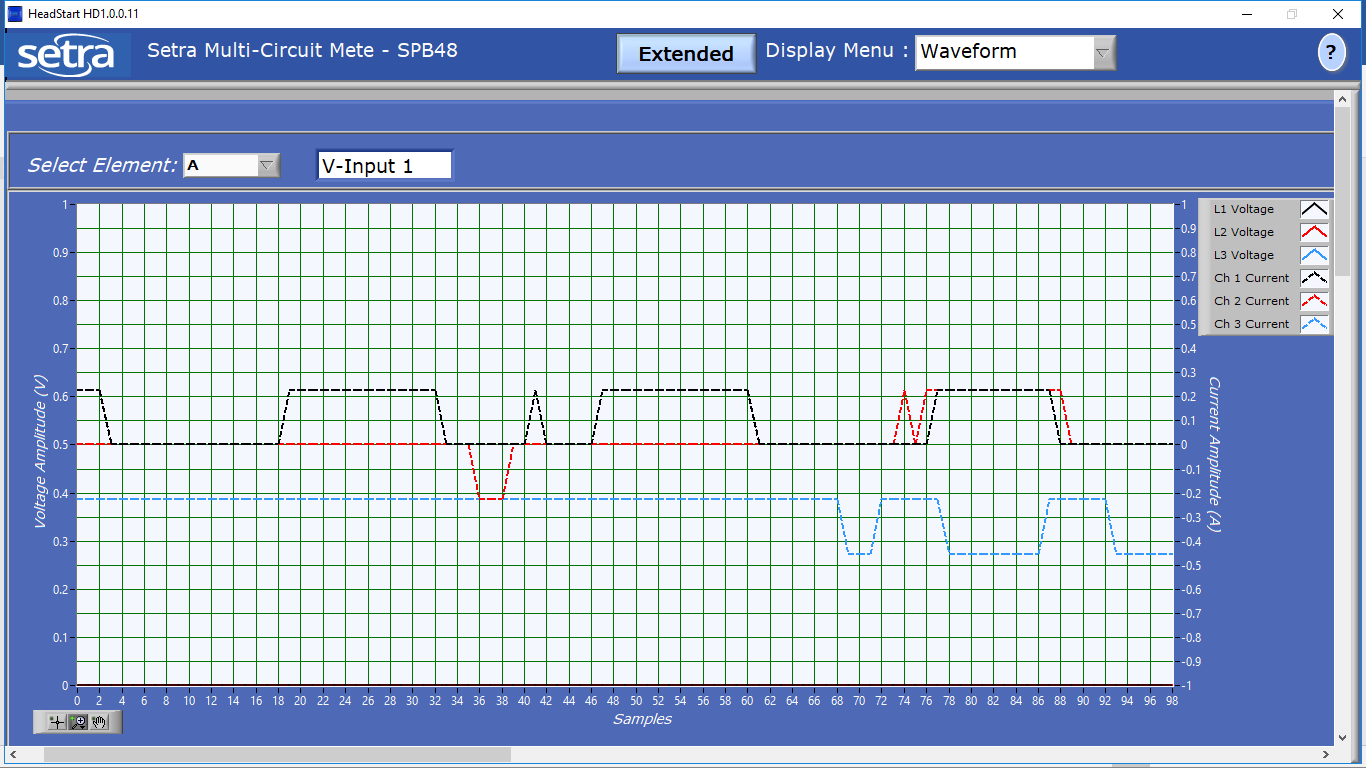 HeadStart HD1.0.0.11
setra Setra Multi-Circuit Mete - SPB48 Extended Display Menu : Waveform ?
Select Element: A V-Input 1
L1 Voltage
L2 Voltage
L3 Voltage
Ch 1 Current
Ch 2 Current
Ch 3 Current
1
0.9
0.8
0.7
0.6
0.5
0.4
0.3
0.2
0.1
0
Voltage Amplitude (V)
1
0.9
0.8
0.7
0.6
0.5
0.4
0.3
0.2
0.1
0
-0.1
-0.2
-0.3
-0.4
-0.5
-0.6
-0.7
-0.8
-0.9
-1
Current Amplitude (A)
0 2 4 6 8 10 12 14 16 18 20 22 24 26 28 30 32 34 36 38 40 42 44 46 48 50 52 54 56 58 60 62 64 66 68 70 72 74 76 78 80 82 84 86 88 90 92 94 96 98
Samples